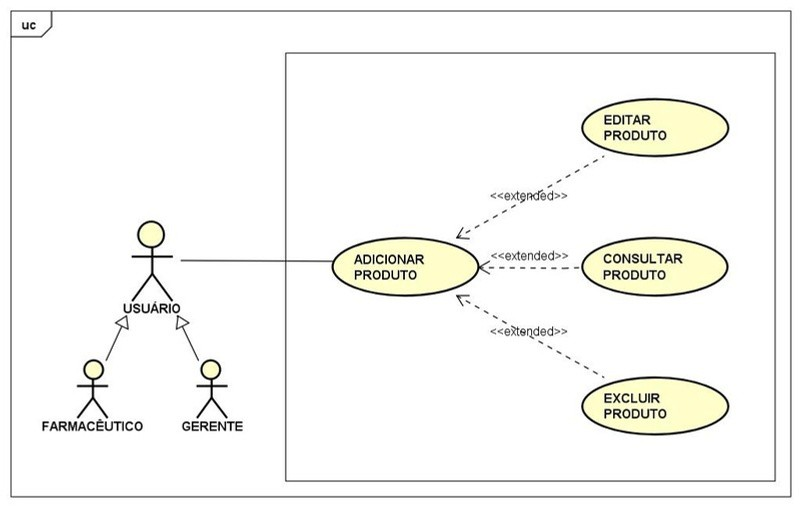 uc
EDITAR
PRODUTO
<<extended>>
ADICIONAR
PRODUTO
<<extended>>
CONSULTAR
PRODUTO
USUÁRIO
<<extended>>
EXCLUIR
PRODUTO
FARMACÊUTICO
GERENTE